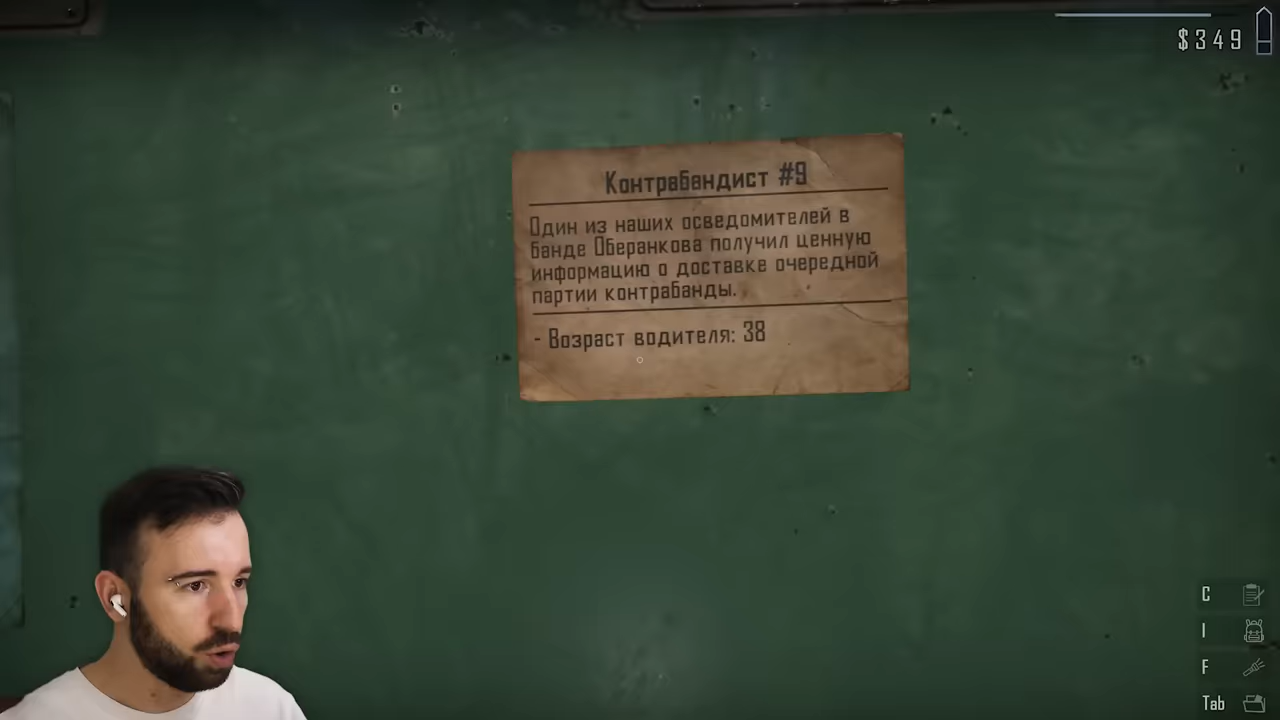 $349
Контрабандист #9
Один из наших осведомителей в
банде Оберанкова получил ценную
информацию о доставке очередной
партии контрабанды.
- Возраст водителя: 38
C
I
F
Tab